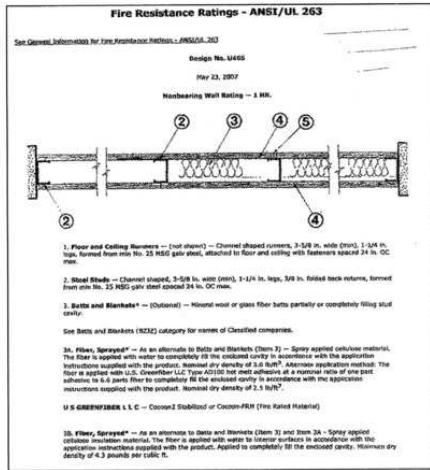 Fire Resistance Ratings - ANSI/UL 263
See General Information for Fire Resistance Ratings - ANSI/UL 263
Design No. U465
May 23, 2007
Nonbearing Wall Rating — 1 HR.
2 3 4 5
2 4
1. Floor and Ceiling Runners — (not shown) — Channel shaped runners, 3-5/8 in. wide (min), 1-1/4 in.
legs, formed from min No. 25 MSG galv steel, attached to floor and ceiling with fasteners spaced 24 in. OC
max.
2. Steel Studs — Channel shaped, 3-5/8 in. wide (min), 1-1/4 in. legs, 3/8 in. folded back returns, formed
from min No. 25 MSG galv steel spaced 24 in. OC max.
3. Batts and Blankets* — (Optional) — Mineral wool or glass fiber batts partially or completely filling stud
cavity.
See Batts and Blankets (BZJZ) category for names of Classified companies.
3A. Fiber, Sprayed* — As an alternate to Batts and Blankets (Item 3) — Spray applied cellulose material.
The fiber is applied with water to completely fill the enclosed cavity in accordance with the application
instructions supplied with the product. Nominal dry density of 3.0 lb/ft³. Alternate application method: The
fiber is applied with U.S. Greenfiber LLC Type AD100 hot melt adhesive at a nominal ratio of one part
adhesive to 6.6 parts fiber to completely fill the enclosed cavity in accordance with the application
instructions supplied with the product. Nominal dry density of 2.5 lb/ft³.
U S GREENFIBER L L C — Cocoon2 Stabilized or Cocoon-FRM (Fire Rated Material)
3B. Fiber, Sprayed* — As an alternate to Batts and Blankets (Item 3) and Item 3A - Spray applied
cellulose insulation material. The fiber is applied with water to interior surfaces in accordance with the
application instructions supplied with the product. Applied to completely fill the enclosed cavity. Minimum dry
density of 4.3 pounds per cubic ft.